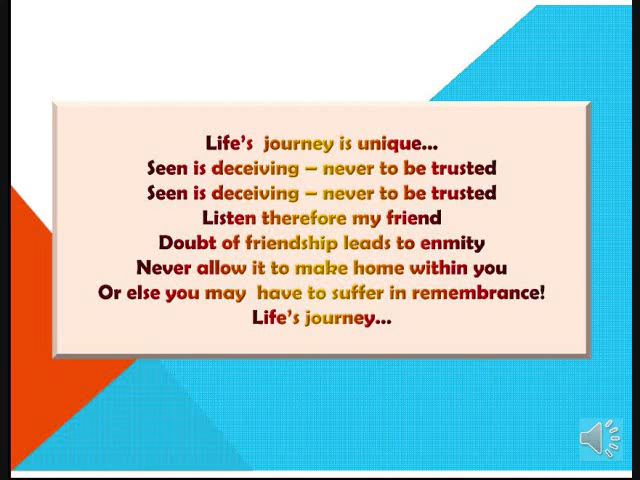 Life's journey is unique...
Seen is deceiving – never to be trusted
Seen is deceiving – never to be trusted
Listen therefore my friend
Doubt of friendship leads to enmity
Never allow it to make home within you
Or else you may have to suffer in remembrance!
Life's journey...